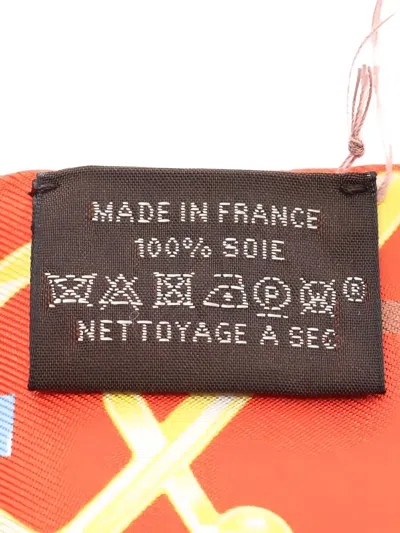 MADE IN FRANCE
100% SOIE
P W ®
NETTOYAGE A SEC